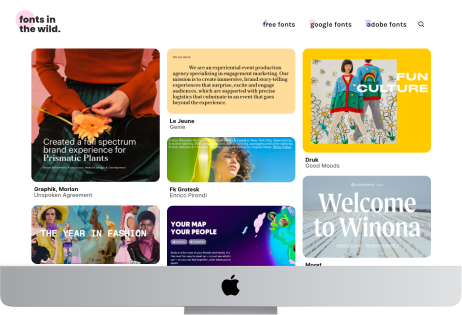 fonts in
the wild.
free fonts
google fonts
adobe fonts
Created a full spectrum
brand experience for
Prismatic Plants
Graphik, Morion
Unspoken Agreement
THE YEAR IN FASHION
We are an experiential event production
agency specialising in engagement marketing. Our
mission is to create immersive, brand story-telling
experiences that surprise, excite and engage
audiences, which are supported with precise
logistics that culminate in an event that goes
beyond the experience.
Le Jeune
Genie
Fk Grotesk
Enrico Pirondi
YOUR MAP
YOUR PEOPLE
FUN
CULTURE
Druk
Good Moods
Welcome
to Winona